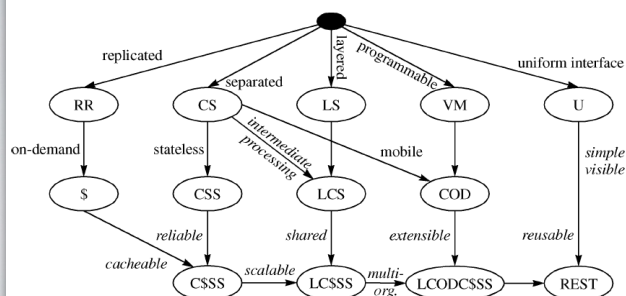 replicated
separated
layered
programmable
uniform interface
RR
CS
LS
VM
U
on-demand
stateless
intermediate
processing
mobile
simple
visible
$
CSS
LCS
COD
reliable
shared
extensible
reusable
cacheable
scalable
multi-
org.
C$SS
LC$SS
LCODC$SS
REST